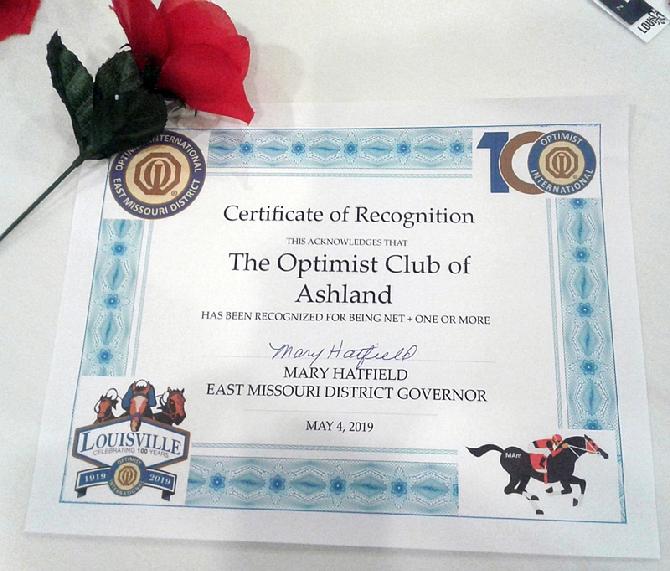 OPTIMIST INTERNATIONAL
EAST MISSOURI DISTRICT
100
OPTIMIST
INTERNATIONAL
Certificate of Recognition
THIS ACKNOWLEDGES THAT
The Optimist Club of
Ashland
HAS BEEN RECOGNIZED FOR BEING NET + ONE OR MORE
Mary Hatfield
MARY HATFIELD
EAST MISSOURI DISTRICT GOVERNOR
MAY 4, 2019
LOUISVILLE
CELEBRATING 100 YEARS
1919 2019
OPTIMIST
INTERNATIONAL